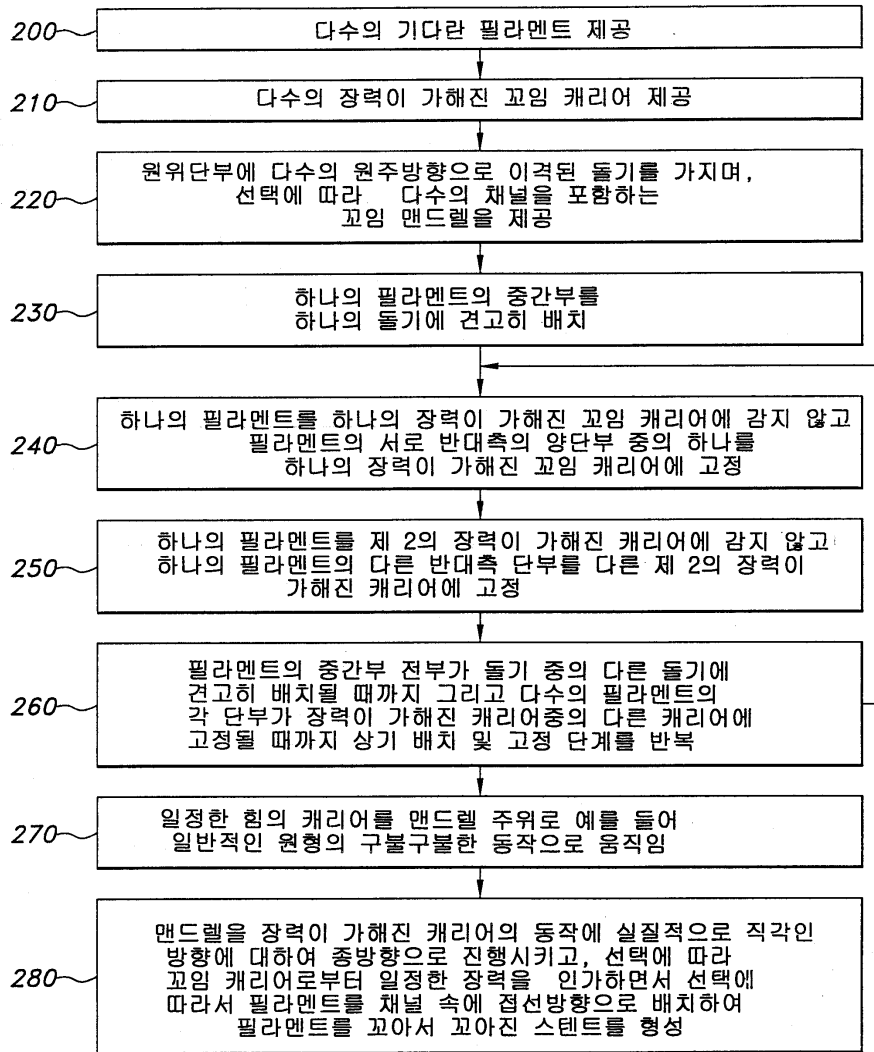 200
다수의 기다란 필라멘트 제공
210
다수의 장력이 가해진 꼬임 캐리어 제공
220
원위단부에 다수의 원주방향으로 이격된 돌기를 가지며,
선택에 따라 다수의 채널을 포함하는
꼬임 맨드렐을 제공
230
하나의 필라멘트의 중간부를
하나의 돌기에 견고히 배치
240
하나의 필라멘트를 하나의 장력이 가해진 꼬임 캐리어에 감지 않고
필라멘트의 서로 반대측의 양단부 중의 하나를
하나의 장력이 가해진 꼬임 캐리어에 고정
250
하나의 필라멘트를 제 2의 장력이 가해진 캐리어에 감지 않고
하나의 필라멘트의 다른 반대측 단부를 다른 제 2의 장력이
가해진 캐리어에 고정
260
필라멘트의 중간부 전부가 돌기 중의 다른 돌기에
견고히 배치될 때까지 그리고 다수의 필라멘트의
각 단부가 장력이 가해진 캐리어중의 다른 캐리어에
고정될 때까지 상기 배치 및 고정 단계를 반복
270
일정한 힘의 캐리어를 맨드렐 주위로 예를 들어
일반적인 원형의 구불구불한 동작으로 움직임
280
맨드렐을 장력이 가해진 캐리어의 동작에 실질적으로 직각인
방향에 대하여 종방향으로 진행시키고, 선택에 따라
꼬임 캐리어로부터 일정한 장력을 인가하면서 선택에
따라서 필라멘트를 채널 속에 접선방향으로 배치하여
필라멘트를 꼬아서 꼬아진 스텐트를 형성